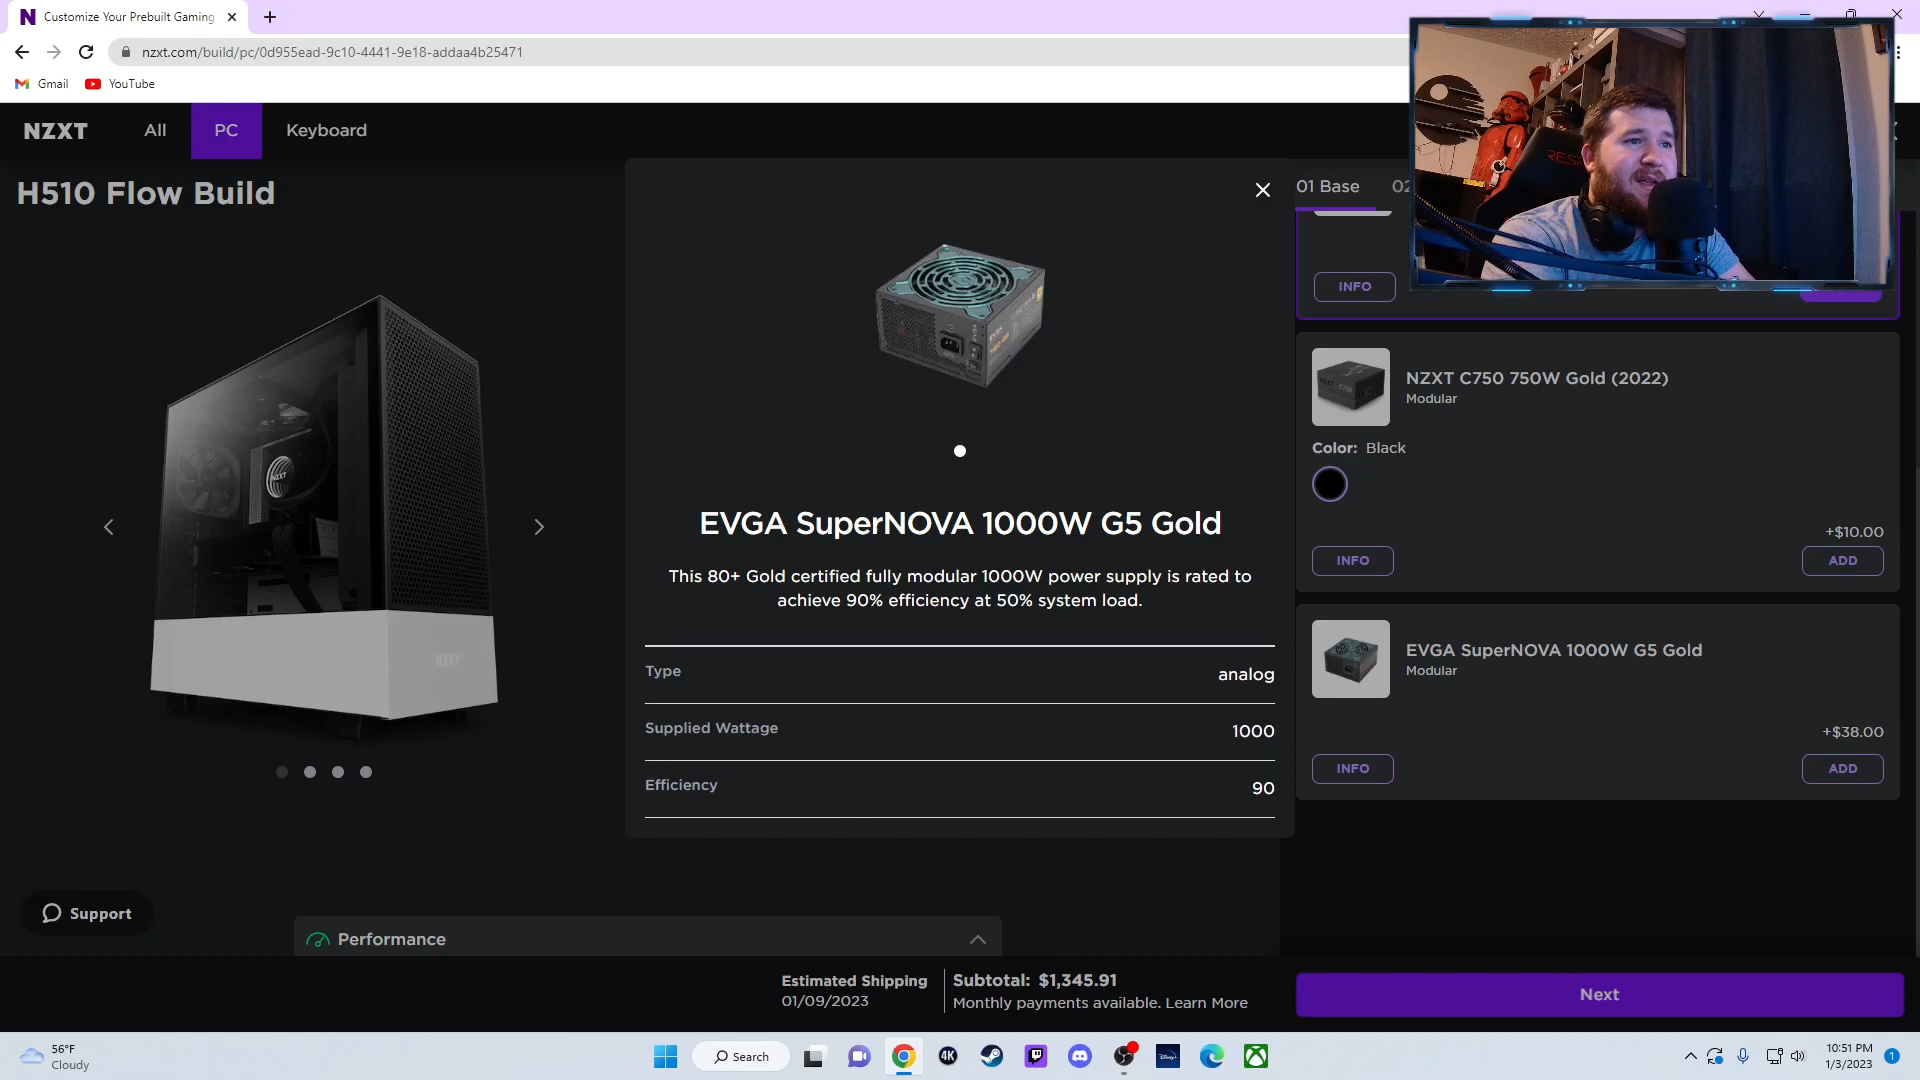 Customize Your Prebuilt Gaming
nzxt.com/build/pc/0d955ead-9c10-4441-9e18-addaa4b25471
Gmail
YouTube
NZXT
All
PC
Keyboard
H510 Flow Build
01 Base
02
INFO
EVGA SuperNOVA 1000W G5 Gold
This 80+ Gold certified fully modular 1000W power supply is rated to
achieve 90% efficiency at 50% system load.
Type
analog
Supplied Wattage
1000
Efficiency
90
NZXT C750 750W Gold (2022)
Modular
Color: Black
+$10.00
INFO
ADD
EVGA SuperNOVA 1000W G5 Gold
Modular
+$38.00
INFO
ADD
NZXT
NZXT
Support
Performance
Estimated Shipping
01/09/2023
Subtotal: $1,345.91
Monthly payments available. Learn More
Next
56°F
Cloudy
Search
4K
10:51 PM
1/3/2023
1